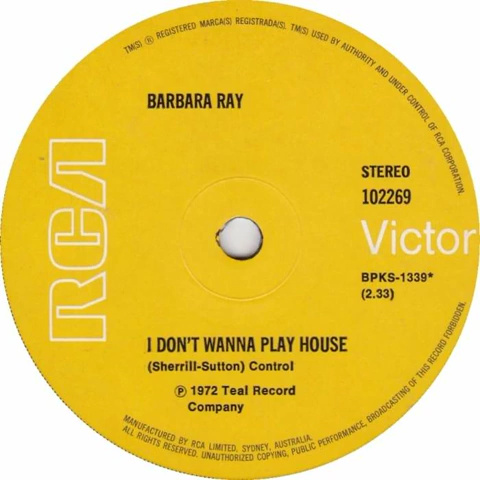 TM(S) ® REGISTERED MARCA(S) REGISTRADA(S). TM(S) USED BY AUTHORITY AND UNDER CONTROL OF RCA CORPORATION.
BARBARA RAY
RCA
STEREO
102269
Victor
BPKS-1339*
(2.33)
I DON'T WANNA PLAY HOUSE
(Sherrill-Sutton) Control
℗ 1972 Teal Record
Company
MANUFACTURED BY RCA LIMITED. SYDNEY, AUSTRALIA.
ALL RIGHTS RESERVED. UNAUTHORIZED COPYING, PUBLIC PERFORMANCE, BROADCASTING OF THIS RECORD FORBIDDEN.